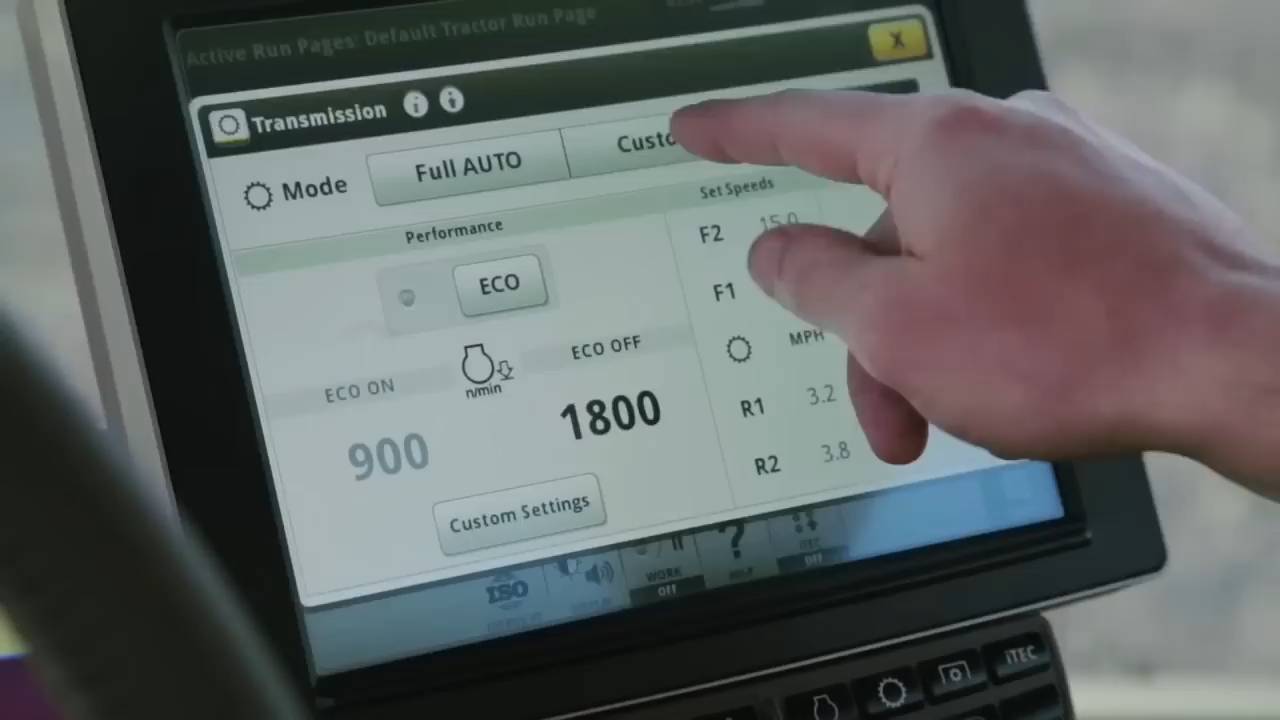 Active Run Pages: Default Tractor Run Page
X
Transmission
Mode
Full AUTO
Custo
Performance
Set Speeds
ECO
F2 15.0
F1
ECO ON
ECO OFF
n/min
MPH
900
1800
R1 3.2
R2 3.8
Custom Settings
ISO
WORK
OFF
?
HELP
iTEC
OFF
iTEC